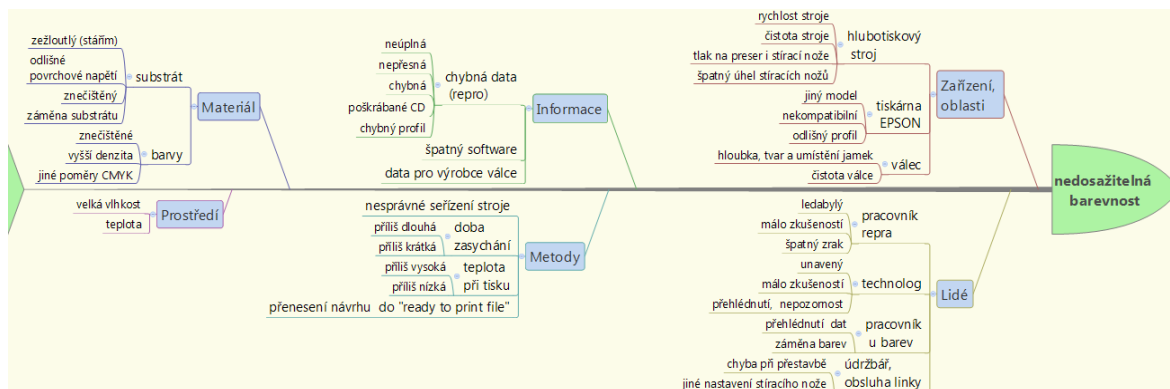 zežloutlý (stářím)
odlišné
povrchové napětí
znečištěný
záměna substrátu
substrát
znečištěné
vyšší denzita
jiné poměry CMYK
barvy
Materiál
velká vlhkost
teplota
Prostředí
neúplná
nepřesná
chybná
poškrábané CD
chybný profil
chybná data
(repro)
špatný software
data pro výrobce válce
Informace
nesprávné seřízení stroje
příliš dlouhá
příliš krátká
doba
zasychání
příliš vysoká
příliš nízká
teplota
při tisku
přenesení návrhu do "ready to print file"
Metody
rychlost stroje
čistota stroje
tlak na preser i stírací nože
špatný úhel stíracích nožů
hlubotiskový
stroj
jiný model
nekompatibilní
odlišný profil
tiskárna
EPSON
hloubka, tvar a umístění jamek
čistota válce
válec
Zařízení,
oblasti
ledabylý
málo zkušeností
špatný zrak
pracovník
repra
unavený
málo zkušeností
přehlédnutí, nepozornost
technolog
přehlédnutí dat
záměna barev
pracovník
u barev
chyba při přestavbě
jiné nastavení stíracího nože
údržbář,
obsluha linky
Lidé
nedosažitelná
barevnost